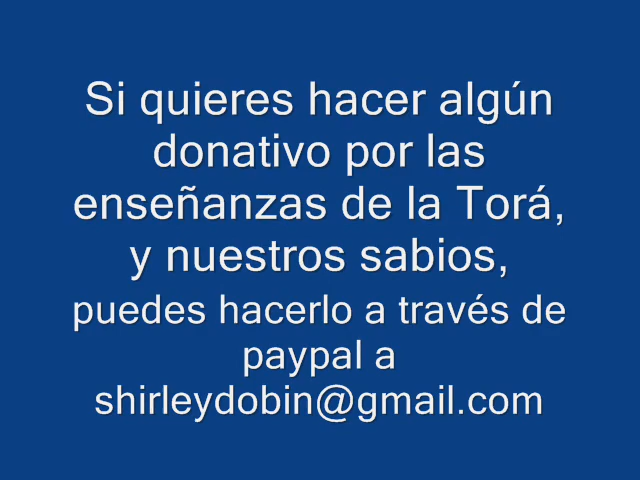 Si quieres hacer algún
donativo por las
enseñanzas de la Torá,
y nuestros sabios,
puedes hacerlo a través de
paypal a
shirleydobin@gmail.com